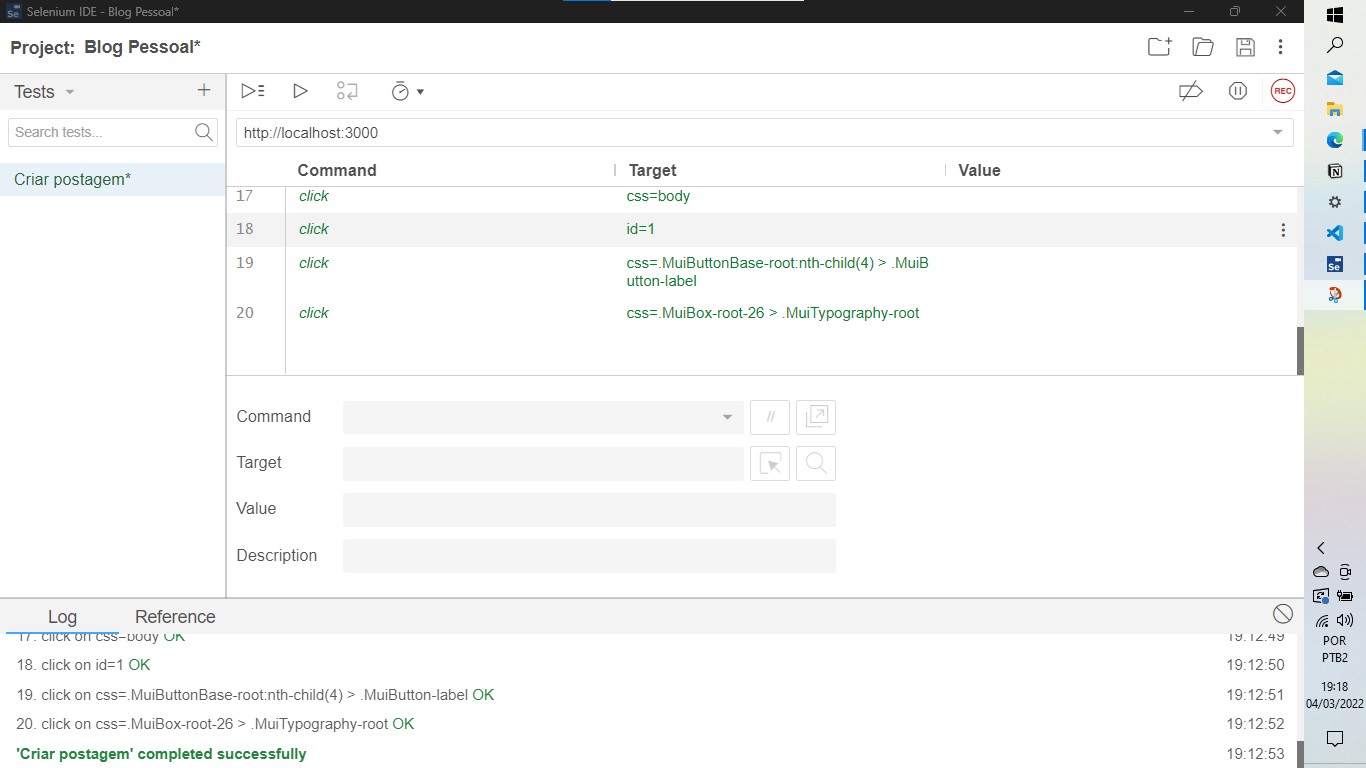 Selenium IDE - Blog Pessoal*
Project: Blog Pessoal*
Tests
Search tests...
Criar postagem*
REC
http://localhost:3000
Command Target Value
17 click css=body
18 click id=1
19 click css=.MuiButtonBase-root:nth-child(4) > .MuiB
utton-label
20 click css=.MuiBox-root-26 > .MuiTypography-root
Command
//
Target
Value
Description
Log Reference
17. click on css=body OK 19:12:49
18. click on id=1 OK 19:12:50
19. click on css=.MuiButtonBase-root:nth-child(4) > .MuiButton-label OK 19:12:51
20. click on css=.MuiBox-root-26 > .MuiTypography-root OK 19:12:52
'Criar postagem' completed successfully 19:12:53
POR
PTB2
19:18
04/03/2022